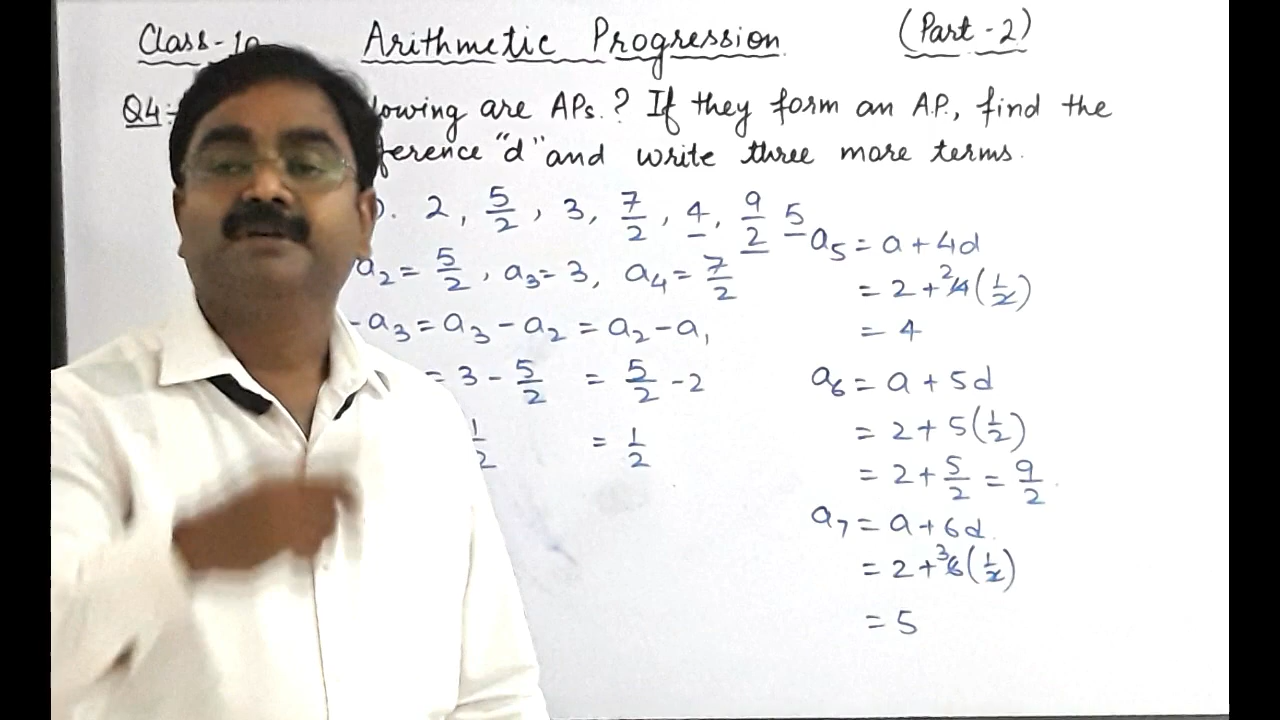 Class-10 Arithmetic Progression (Part-2)
Q4:- lowing are APs.? If they form an A.P., find the
ference "d" and write three more terms.
). 2, 5/2, 3, 7/2, 4, 9/2 5
a2 = 5/2, a3 = 3, a4 = 7/2
-a3 = a3 - a2 = a2 - a1
= 3 - 5/2 = 5/2 - 2
1/2 = 1/2
a5 = a + 4d
= 2 + 2 4(1/2)
= 4
a6 = a + 5d
= 2 + 5(1/2)
= 2 + 5/2 = 9/2.
a7 = a + 6d.
= 2 + 3 6(1/2)
= 5